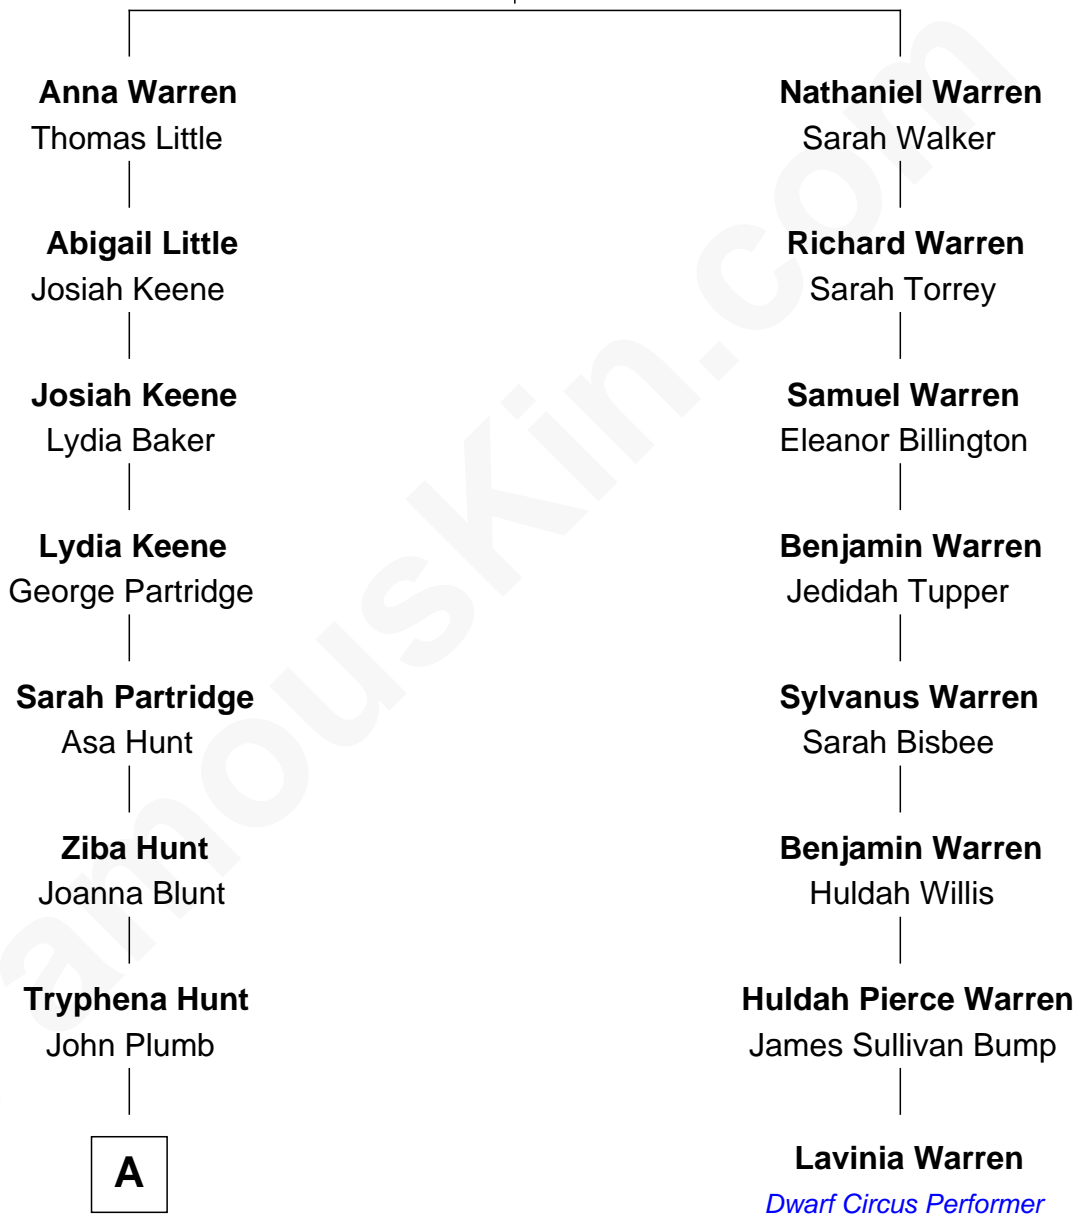 Anna Warren
Thomas Little
Abigail Little
Josiah Keene
Josiah Keene
Lydia Baker
Lydia Keene
George Partridge
Sarah Partridge
Asa Hunt
Ziba Hunt
Joanna Blunt
Tryphena Hunt
John Plumb
A
Nathaniel Warren
Sarah Walker
Richard Warren
Sarah Torrey
Samuel Warren
Eleanor Billington
Benjamin Warren
Jedidah Tupper
Sylvanus Warren
Sarah Bisbee
Benjamin Warren
Huldah Willis
Huldah Pierce Warren
James Sullivan Bump
Lavinia Warren
Dwarf Circus Performer
amouskin.com